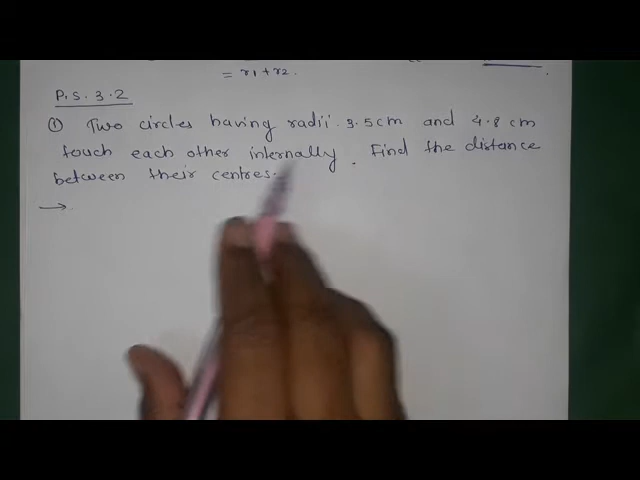 = r1 + r2.
P.S. 3.2
① Two circles having radii 3.5 cm and 4.8 cm
touch each other internally. Find the distance
between their centres.
→